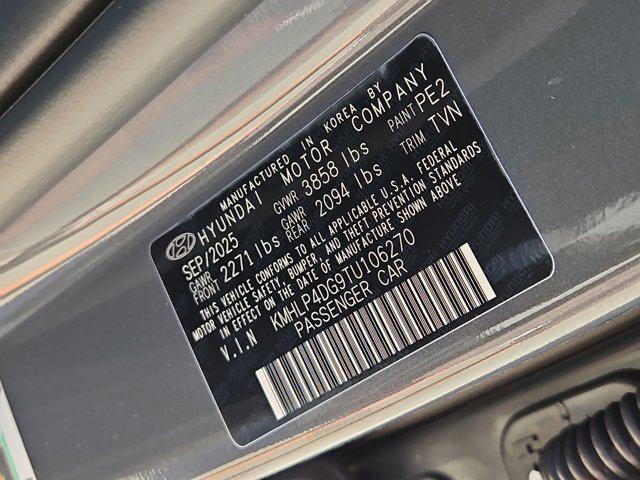 MANUFACTURED IN KOREA BY
HYUNDAI MOTOR COMPANY
SEP/2025 GVWR 3858 lbs PAINT PE2
GAWR FRONT 2271 lbs GAWR REAR 2094 lbs TRIM TVN
THIS VEHICLE CONFORMS TO ALL APPLICABLE U.S.A. FEDERAL
MOTOR VEHICLE SAFETY, BUMPER, AND THEFT PREVENTION STANDARDS
IN EFFECT ON THE DATE OF MANUFACTURE SHOWN ABOVE
V.I.N KMHLP4DG9TU106270
PASSENGER CAR